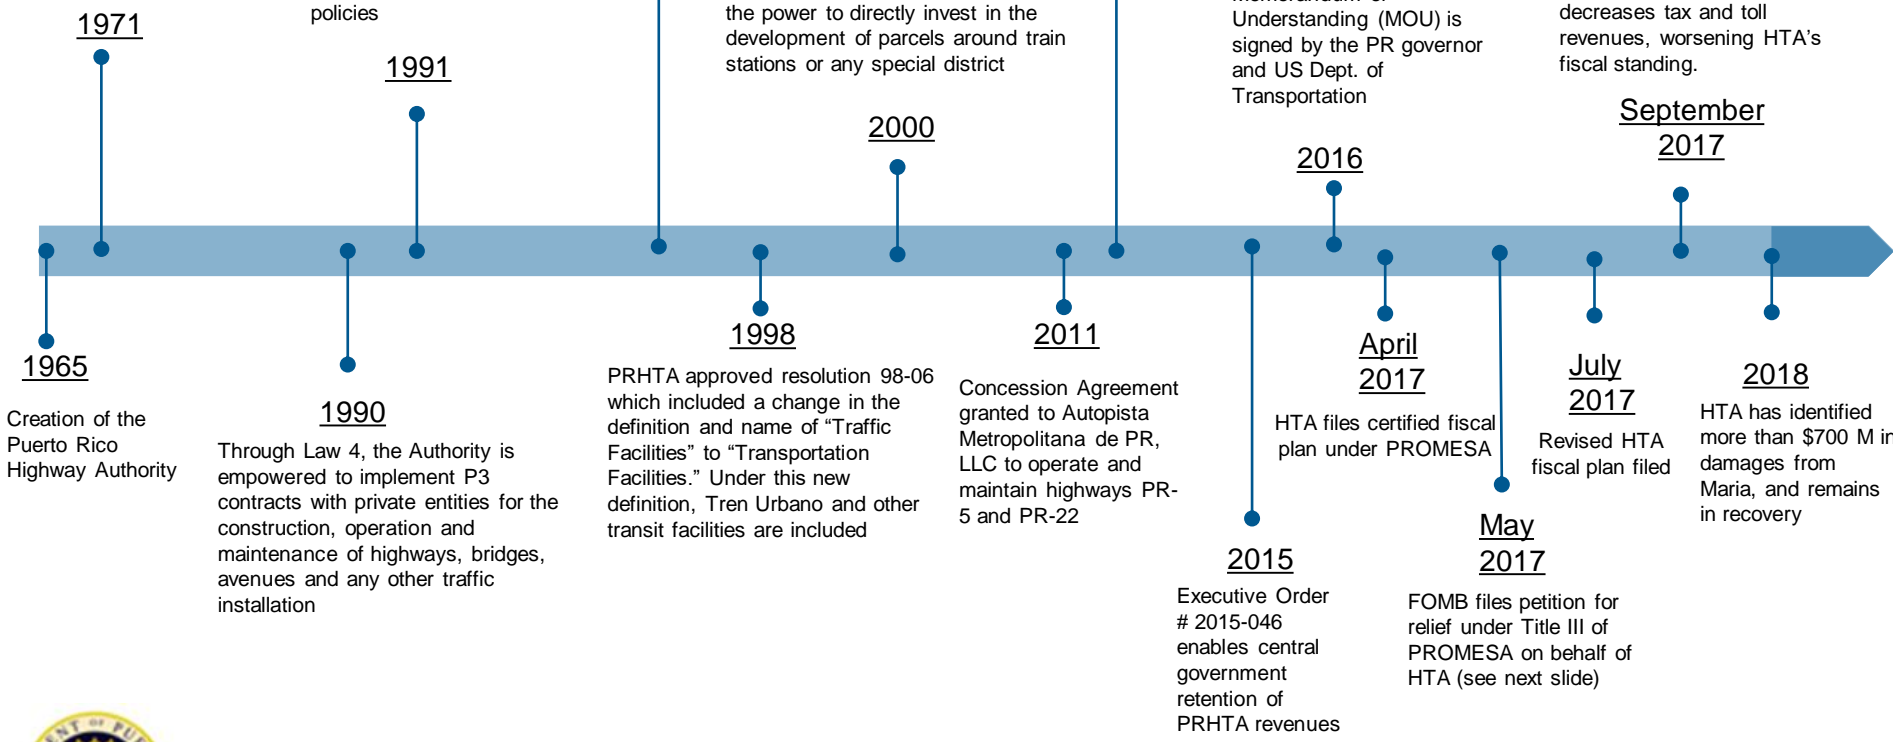 1971
policies
1991
the power to directly invest in the
development of parcels around train
stations or any special district
2000
Understanding (MOU) is
signed by the PR governor
and US Dept. of
Transportation
2016
decreases tax and toll
revenues, worsening HTA's
fiscal standing.
September
2017
1965
Creation of the
Puerto Rico
Highway Authority
1990
Through Law 4, the Authority is
empowered to implement P3
contracts with private entities for the
construction, operation and
maintenance of highways, bridges,
avenues and any other traffic
installation
1998
PRHTA approved resolution 98-06
which included a change in the
definition and name of “Traffic
Facilities” to “Transportation
Facilities.” Under this new
definition, Tren Urbano and other
transit facilities are included
2011
Concession Agreement
granted to Autopista
Metropolitana de PR,
LLC to operate and
maintain highways PR-
5 and PR-22
2015
Executive Order
# 2015-046
enables central
government
retention of
PRHTA revenues
April
2017
HTA files certified fiscal
plan under PROMESA
May
2017
FOMB files petition for
relief under Title III of
PROMESA on behalf of
HTA (see next slide)
July
2017
Revised HTA
fiscal plan filed
2018
HTA has identified
more than $700 M in
damages from
Maria, and remains
in recovery